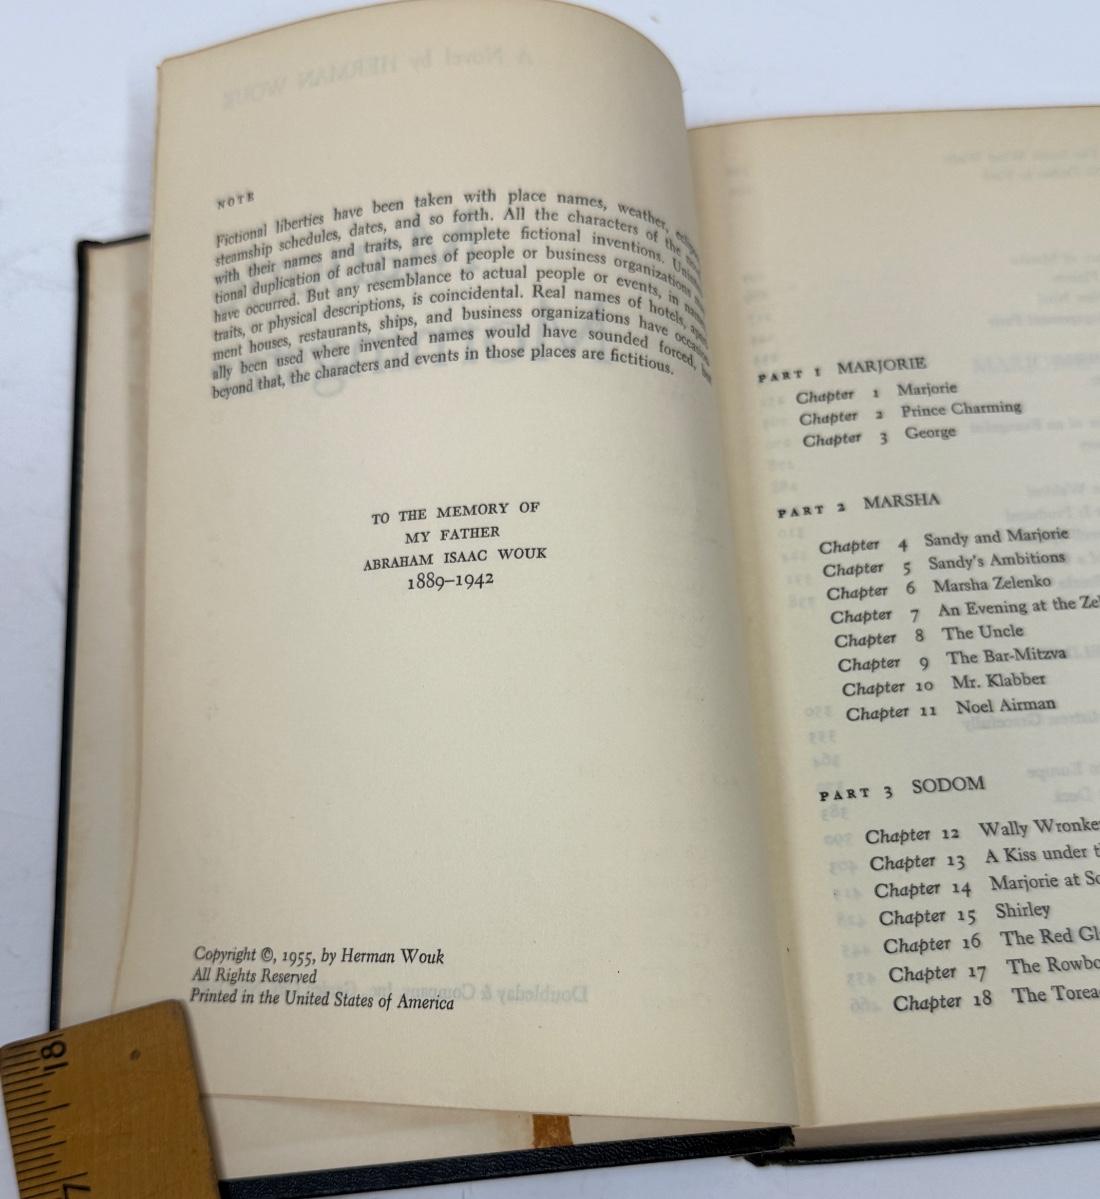 NOTE
Fictional liberties have been taken with place names, weather,
steamship schedules, dates, and so forth. All the characters of the
with their names and traits, are complete fictional inventions.
tional duplication of actual names of people or business organizations
have occurred. But any resemblance to actual people or events, in
traits, or physical descriptions, is coincidental. Real names of hotels,
ment houses, restaurants, ships, and business organizations have
ally been used where invented names would have sounded forced,
beyond that, the characters and events in those places are fictitious.
TO THE MEMORY OF
MY FATHER
ABRAHAM ISAAC WOUK
1889–1942
Copyright ©, 1955, by Herman Wouk
All Rights Reserved
Printed in the United States of America
PART 1 MARJORIE
Chapter 1 Marjorie
Chapter 2 Prince Charming
Chapter 3 George
PART 2 MARSHA
Chapter 4 Sandy and Marjorie
Chapter 5 Sandy's Ambitions
Chapter 6 Marsha Zelenko
Chapter 7 An Evening at the
Chapter 8 The Uncle
Chapter 9 The Bar-Mitzva
Chapter 10 Mr. Klabber
Chapter 11 Noel Airman
PART 3 SODOM
Chapter 12 Wally
Chapter 13 A Kiss under
Chapter 14 Marjorie at
Chapter 15 Shirley
Chapter 16 The Red
Chapter 17 The
Chapter 18 The
18